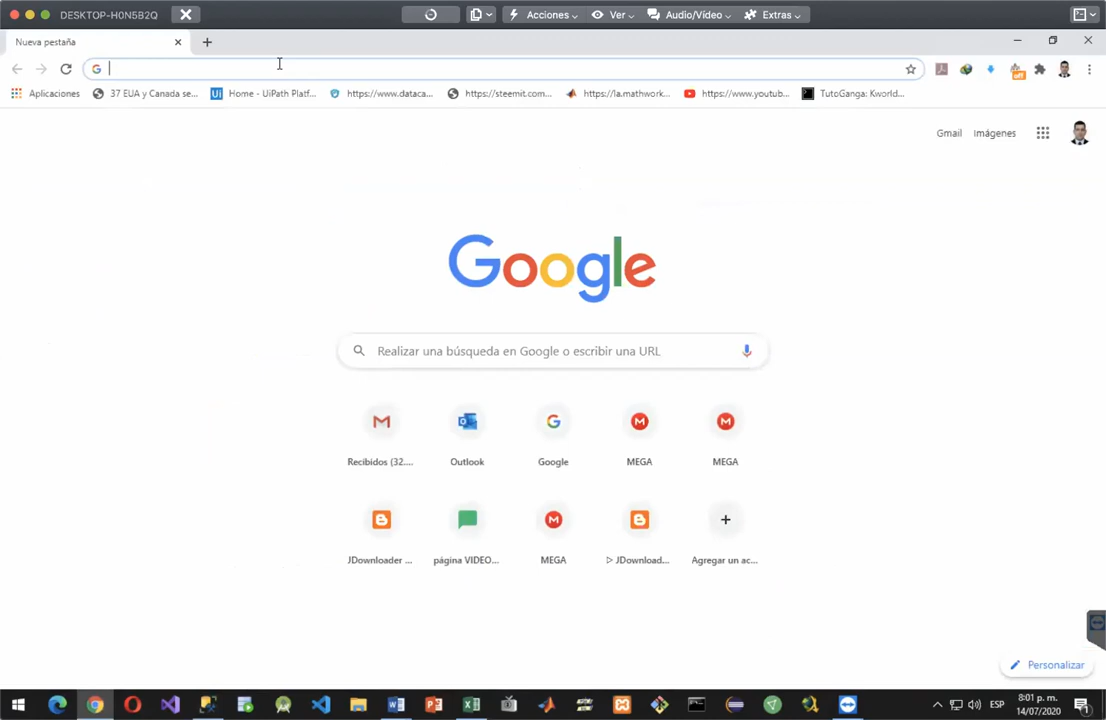 DESKTOP-H0N5B2Q
Acciones
Ver
Audio/Vídeo
Extras
Nueva pestaña
Aplicaciones
37 EUA y Canada se...
Home - UiPath Platf...
https://www.dataca...
https://steemit.com...
https://la.mathwork...
https://www.youtub...
TutoGanga: Kworld...
off
Gmail
Imágenes
Google
Realizar una búsqueda en Google o escribir una URL
Recibidos (32....
Outlook
Google
MEGA
MEGA
JDownloader ...
página VIDEO...
MEGA
▷ JDownload...
Agregar un ac...
Personalizar
ESP
8:01 p. m.
14/07/2020